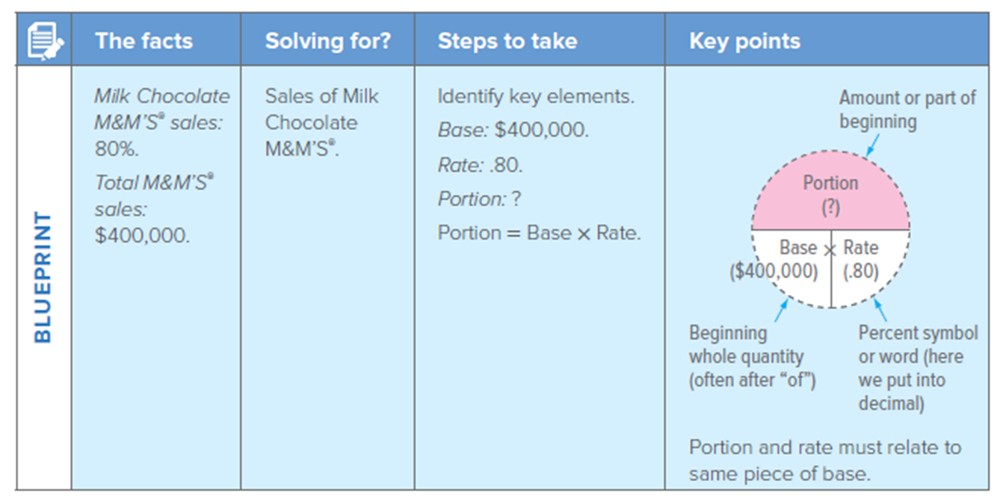 The facts
Solving for?
Steps to take
Key points
BLUEPRINT
Milk Chocolate
M&M'S® sales:
80%.
Total M&M'S®
sales:
$400,000.
Sales of Milk
Chocolate
M&M'S®.
Identify key elements.
Base: $400,000.
Rate: .80.
Portion: ?
Portion = Base × Rate.
Amount or part of
beginning
Portion
(?)
Base × Rate
($400,000) (.80)
Beginning
whole quantity
(often after “of”)
Percent symbol
or word (here
we put into
decimal)
Portion and rate must relate to
same piece of base.